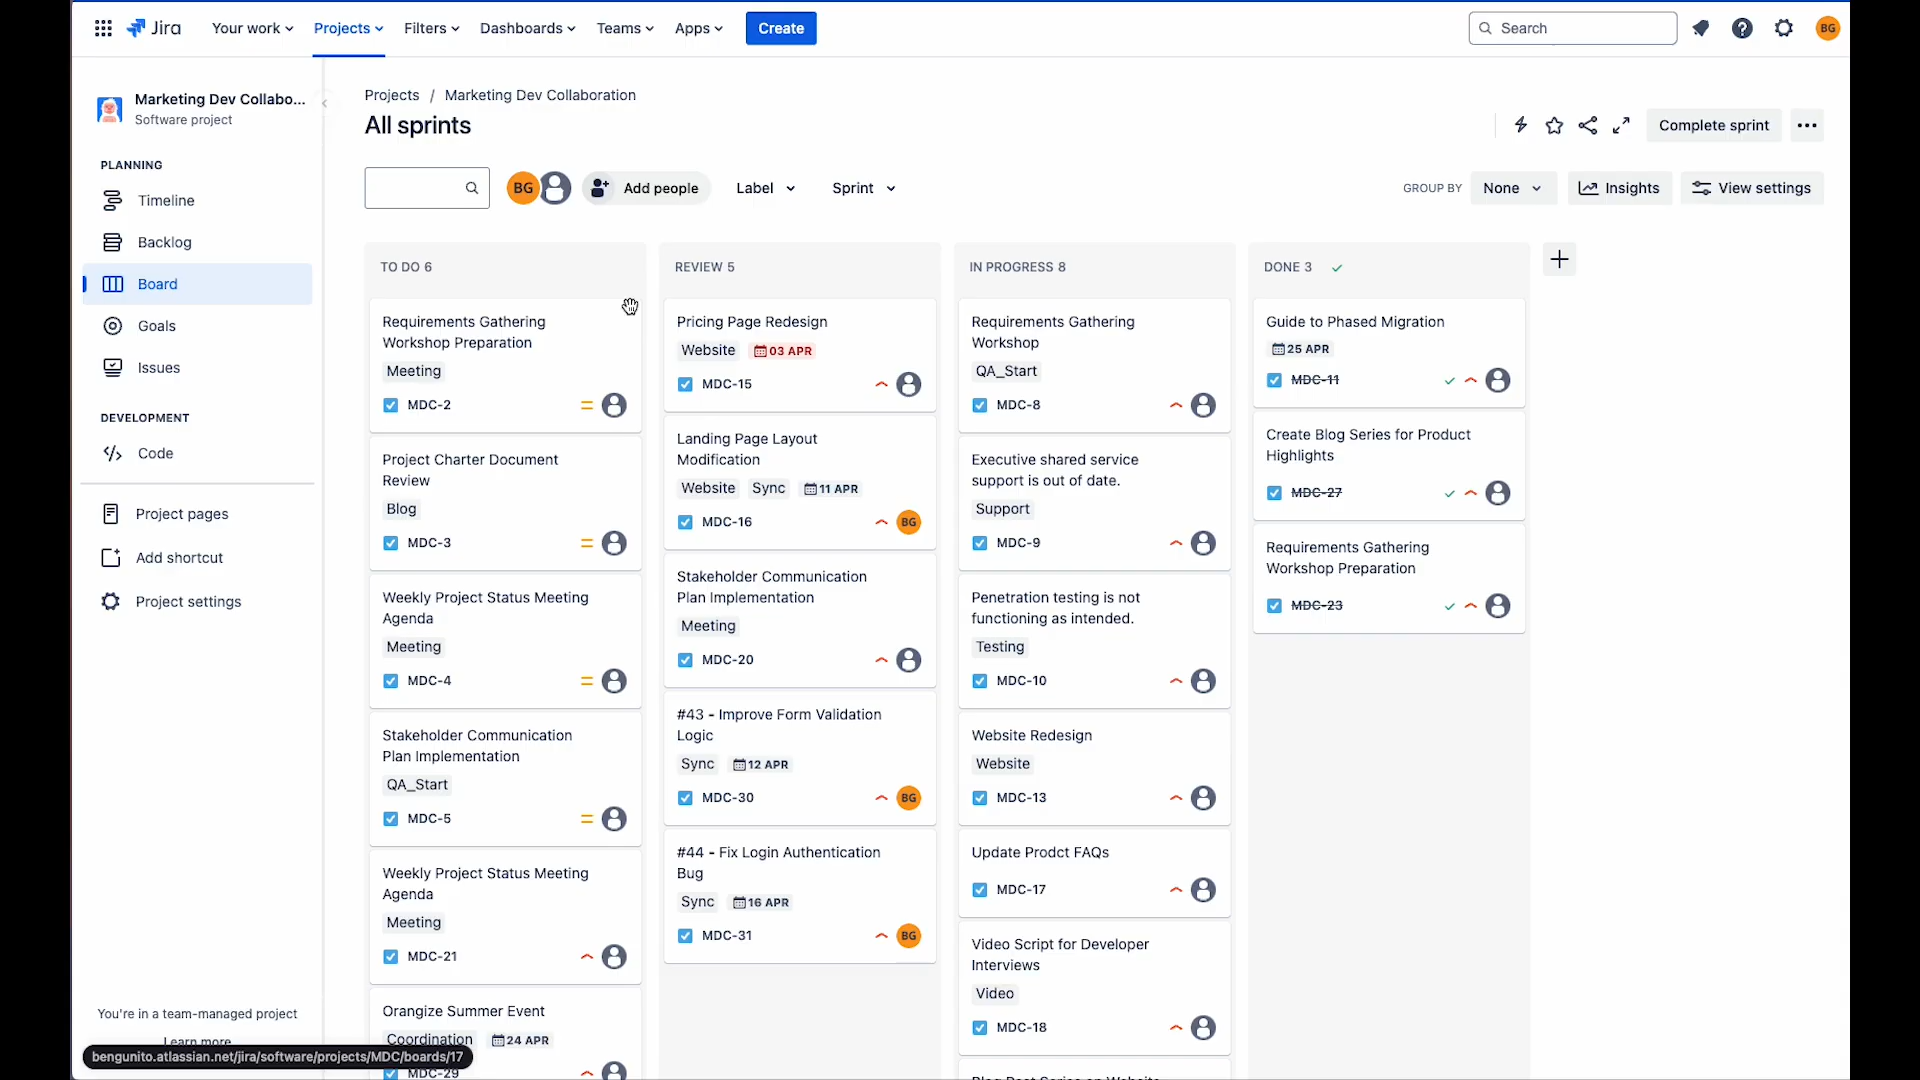 Jira
Your work
Projects
Filters
Dashboards
Teams
Apps
Create
Search
BG
Marketing Dev Collabo...
Software project
PLANNING
Timeline
Backlog
Board
Goals
Issues
DEVELOPMENT
Code
Project pages
Add shortcut
Project settings
You're in a team-managed project
Learn more
bengunito.atlassian.net/jira/software/projects/MDC/boards/17
Projects / Marketing Dev Collaboration
All sprints
Complete sprint
BG
Add people
Label
Sprint
GROUP BY
None
Insights
View settings
TO DO 6
Requirements Gathering
Workshop Preparation
Meeting
MDC-2
Project Charter Document
Review
Blog
MDC-3
Weekly Project Status Meeting
Agenda
Meeting
MDC-4
Stakeholder Communication
Plan Implementation
QA_Start
MDC-5
Weekly Project Status Meeting
Agenda
Meeting
MDC-21
Orangize Summer Event
Coordination 24 APR
MDC-29
REVIEW 5
Pricing Page Redesign
Website 03 APR
MDC-15
Landing Page Layout
Modification
Website Sync 11 APR
MDC-16 BG
Stakeholder Communication
Plan Implementation
Meeting
MDC-20
#43 - Improve Form Validation
Logic
Sync 12 APR
MDC-30 BG
#44 - Fix Login Authentication
Bug
Sync 16 APR
MDC-31 BG
IN PROGRESS 8
Requirements Gathering
Workshop
QA_Start
MDC-8
Executive shared service
support is out of date.
Support
MDC-9
Penetration testing is not
functioning as intended.
Testing
MDC-10
Website Redesign
Website
MDC-13
Update Prodct FAQs
MDC-17
Video Script for Developer
Interviews
Video
MDC-18
Blog Post Series on Website
DONE 3
Guide to Phased Migration
25 APR
MDC-11
Create Blog Series for Product
Highlights
MDC-27
Requirements Gathering
Workshop Preparation
MDC-23